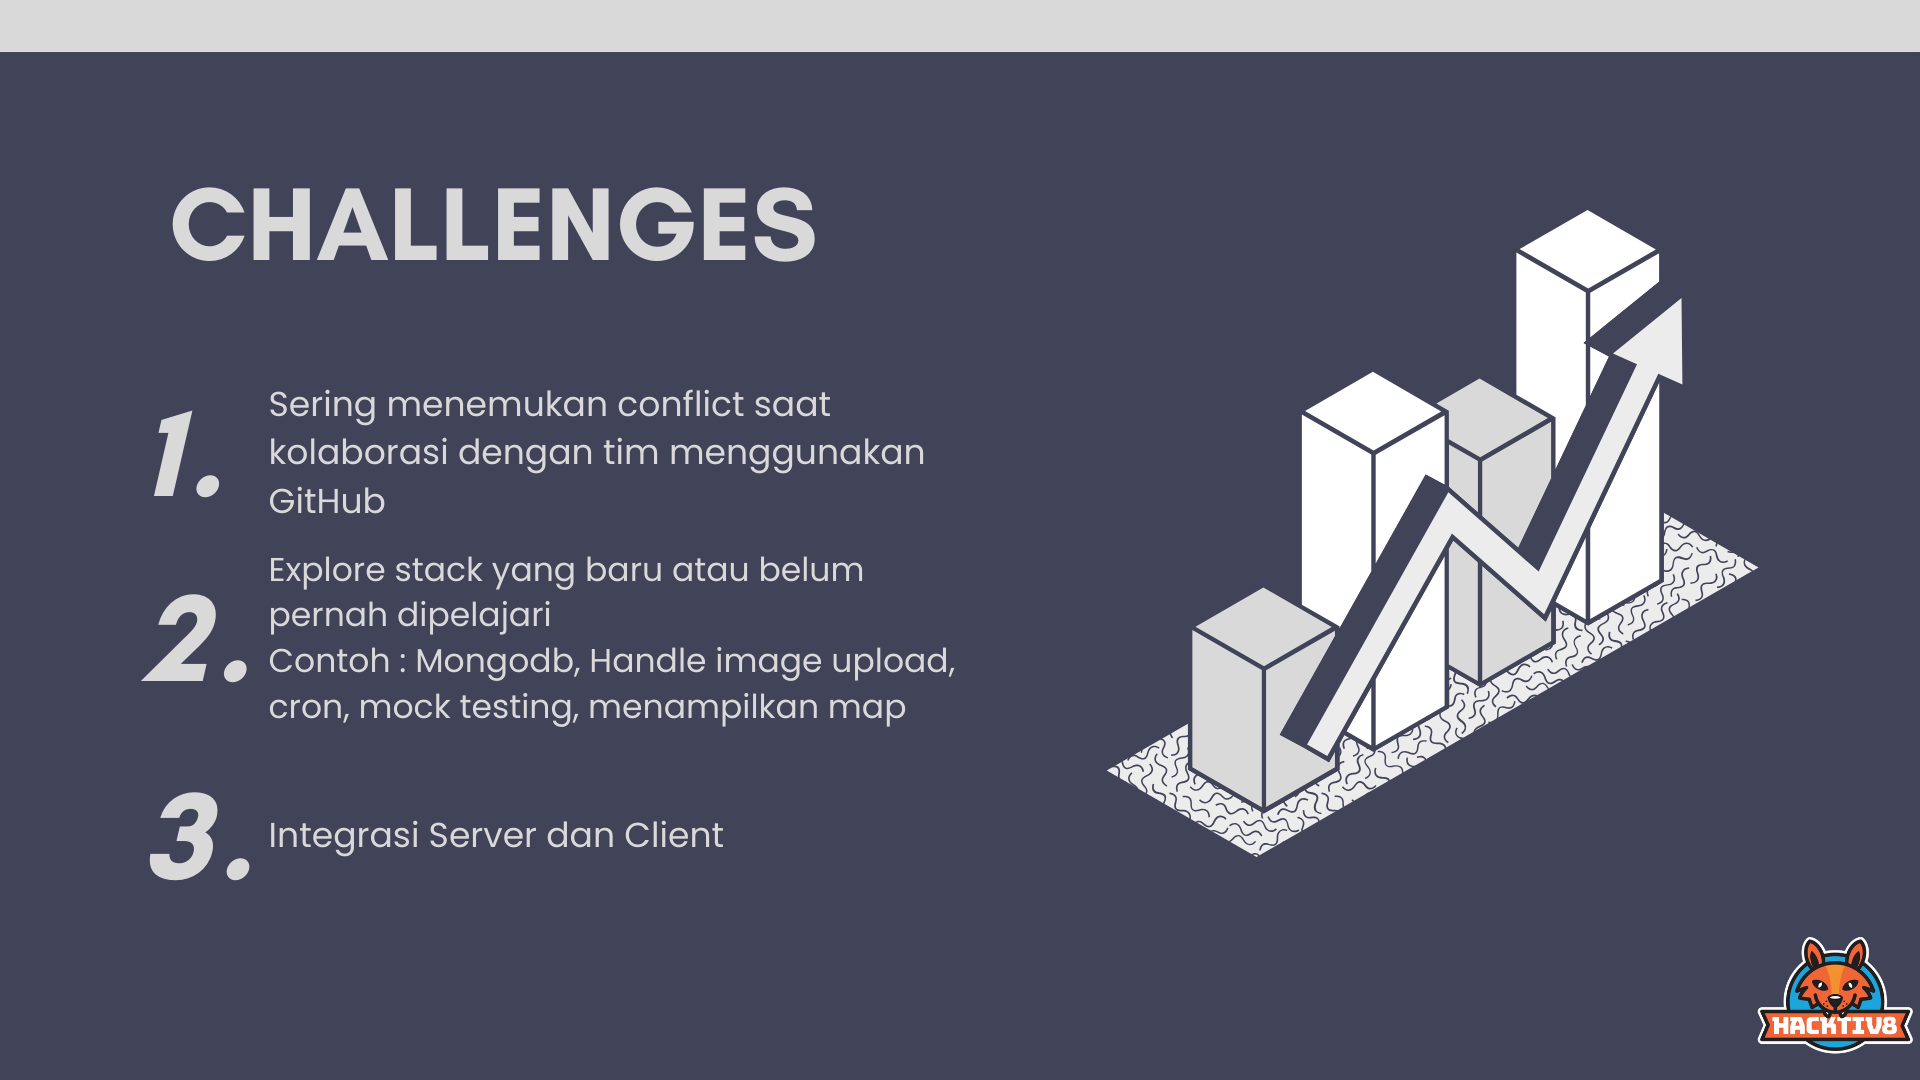 CHALLENGES
1.
Sering menemukan conflict saat
kolaborasi dengan tim menggunakan
GitHub
2.
Explore stack yang baru atau belum
pernah dipelajari
Contoh : Mongodb, Handle image upload,
cron, mock testing, menampilkan map
3.
Integrasi Server dan Client
HACKTIV8